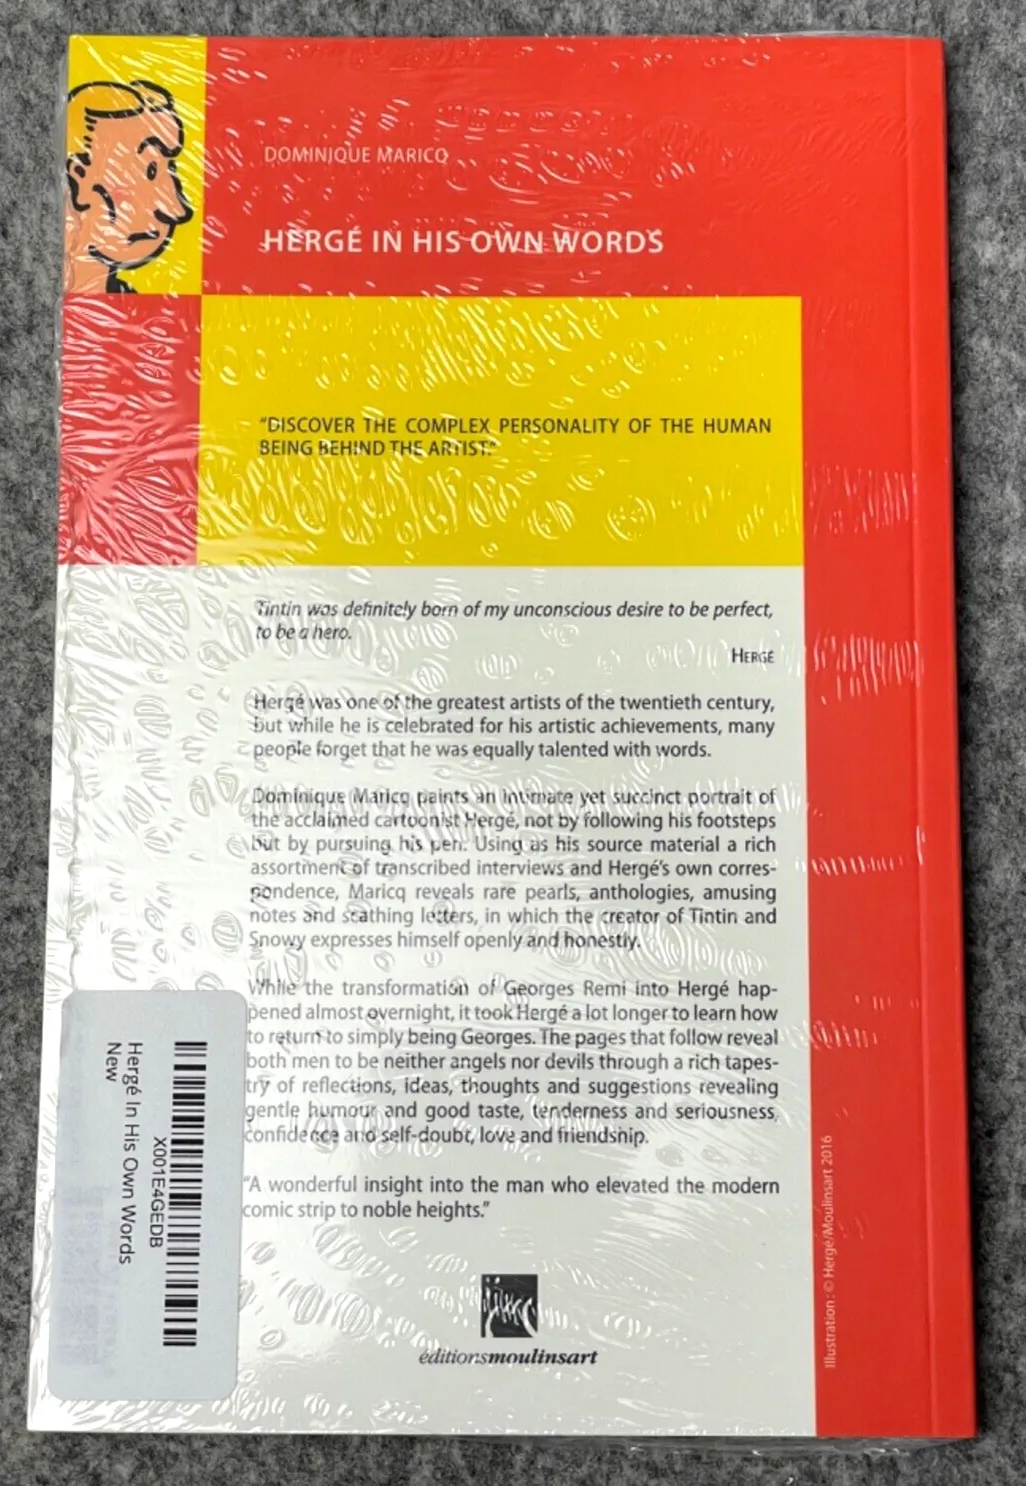 DOMINIQUE MARICQ
HERGÉ IN HIS OWN WORDS
“DISCOVER THE COMPLEX PERSONALITY OF THE HUMAN
BEING BEHIND THE ARTIST.”
Tintin was definitely born of my unconscious desire to be perfect,
to be a hero.
HERGÉ
Hergé was one of the greatest artists of the twentieth century,
but while he is celebrated for his artistic achievements, many
people forget that he was equally talented with words.
Dominique Maricq paints an intimate yet succinct portrait of
the acclaimed cartoonist Hergé, not by following his footsteps
but by pursuing his pen. Using as his source material a rich
assortment of transcribed interviews and Hergé’s own corres-
pondence, Maricq reveals rare pearls, anthologies, amusing
notes and scathing letters, in which the creator of Tintin and
Snowy expresses himself openly and honestly.
While the transformation of Georges Remi into Hergé hap-
pened almost overnight, it took Hergé a lot longer to learn how
to return to simply being Georges. The pages that follow reveal
both men to be neither angels nor devils through a rich tapes-
try of reflections, ideas, thoughts and suggestions revealing
gentle humour and good taste, tenderness and seriousness,
confidence and self-doubt, love and friendship.
“A wonderful insight into the man who elevated the modern
comic strip to noble heights.”
éditionsmoulinsart
Illustration : © Hergé/Moulinsart 2016
X001E4GEDB
Hergé In His Own Words
New